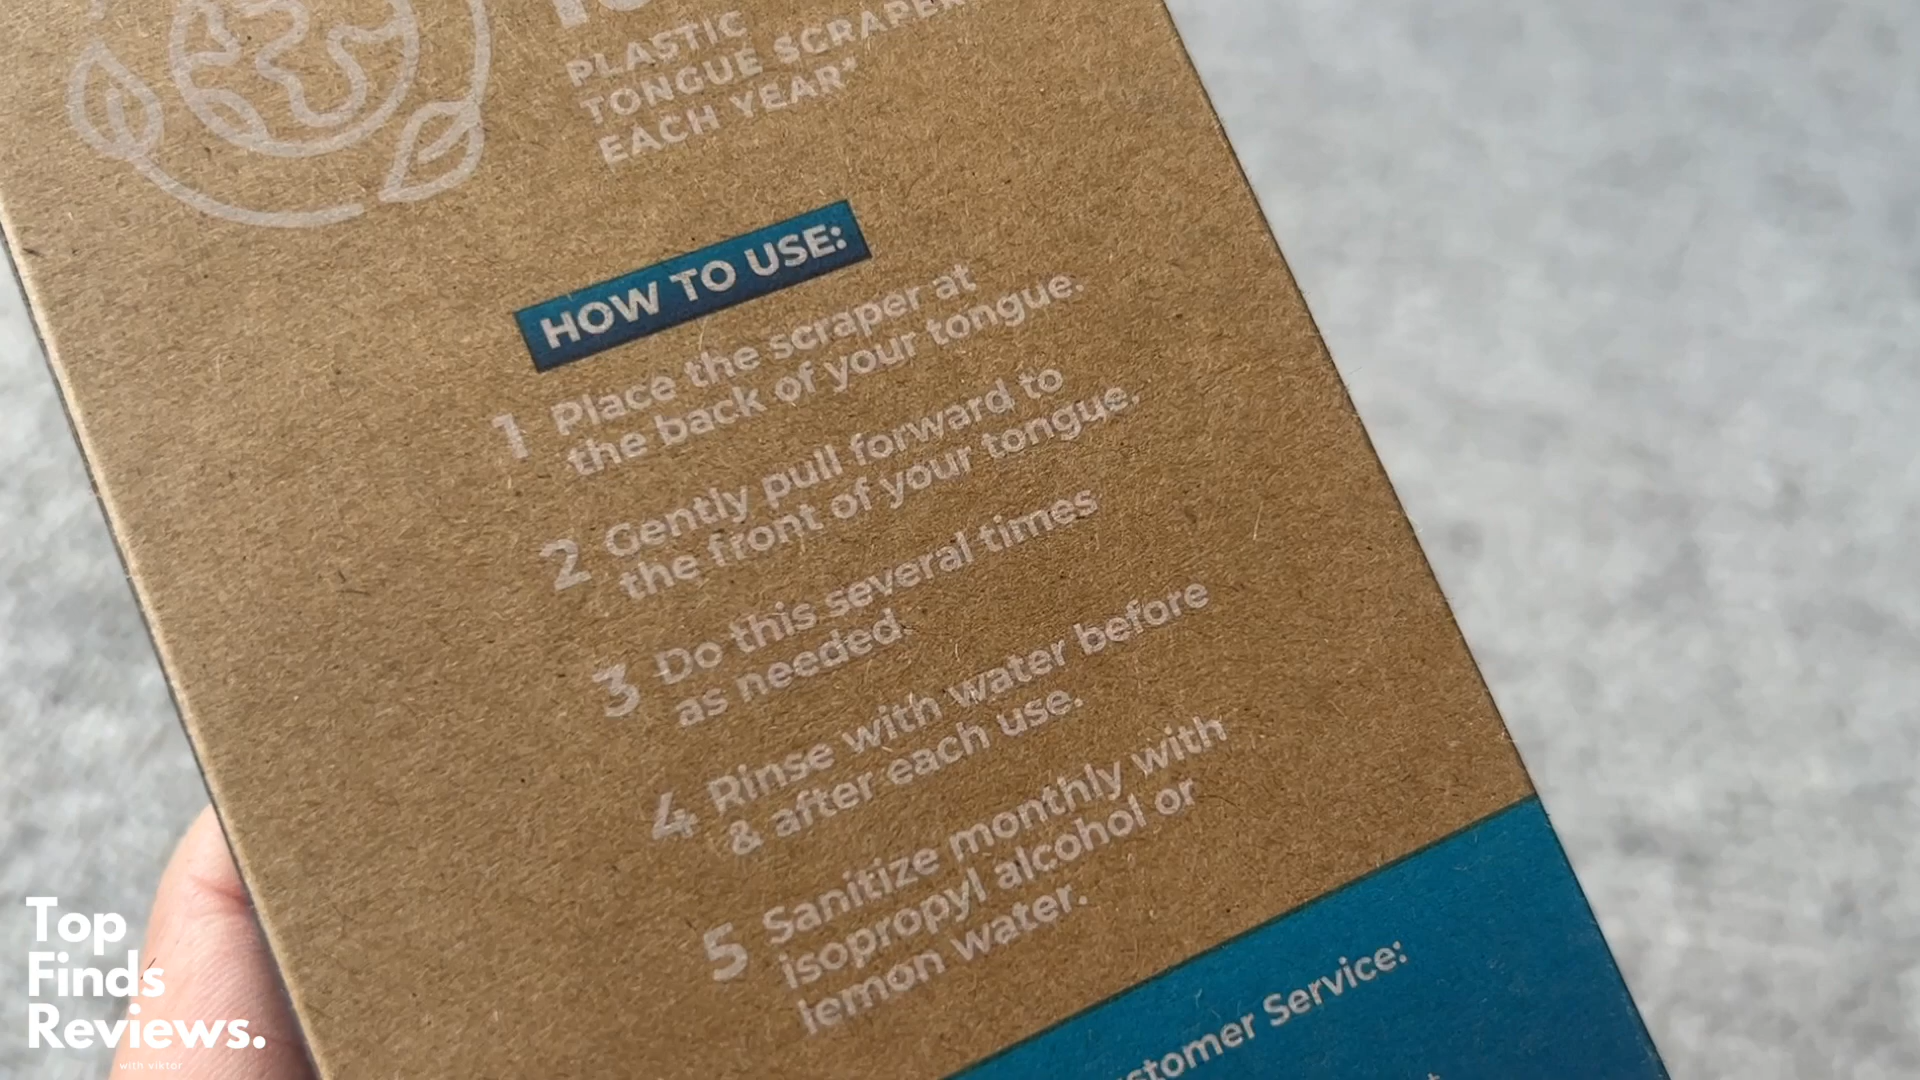 PLASTIC
TONGUE SCRAPER
EACH YEAR*
HOW TO USE:
1 Place the scraper at
the back of your tongue.
2 Gently pull forward to
the front of your tongue.
3 Do this several times
as needed.
4 Rinse with water before
& after each use.
5 Sanitize monthly with
isopropyl alcohol or
lemon water.
Service:
Top
Finds
Reviews.
with viktor